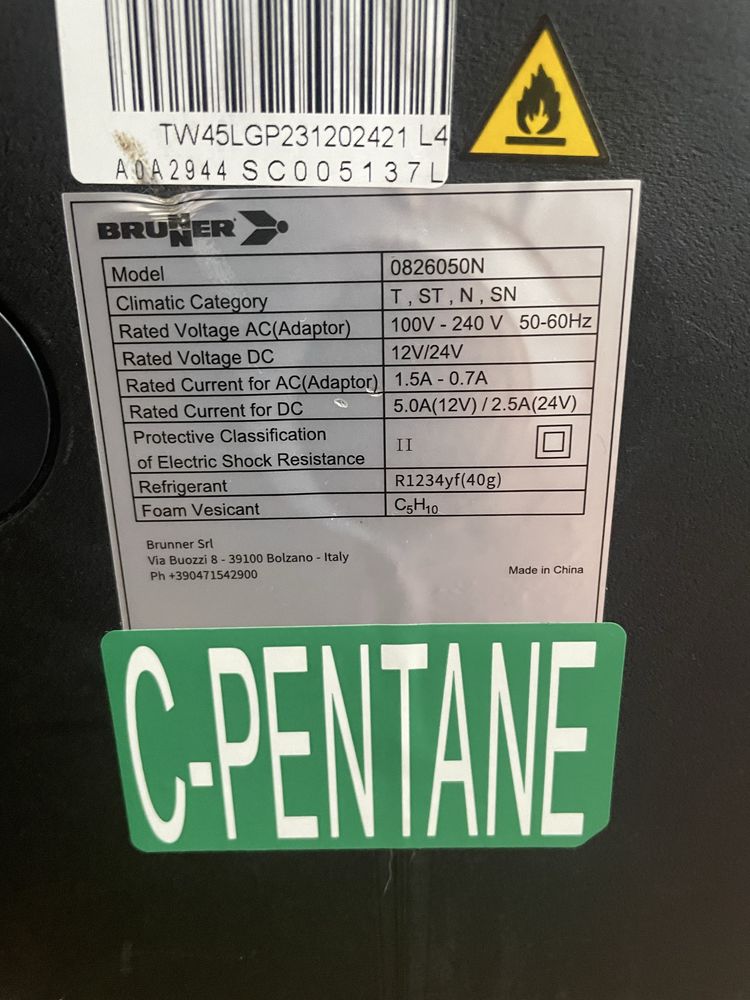 TW45LGP231202421 L4
A0A2944 SC005137L
BRUNNER
Model 0826050N
Climatic Category T , ST , N , SN
Rated Voltage AC(Adaptor) 100V - 240 V 50-60Hz
Rated Voltage DC 12V/24V
Rated Current for AC(Adaptor) 1.5A - 0.7A
Rated Current for DC 5.0A(12V) / 2.5A(24V)
Protective Classification
of Electric Shock Resistance II
Refrigerant R1234yf(40g)
Foam Vesicant C₅H₁₀
Brunner Srl
Via Buozzi 8 - 39100 Bolzano - Italy
Ph +390471542900
Made in China
C-PENTANE